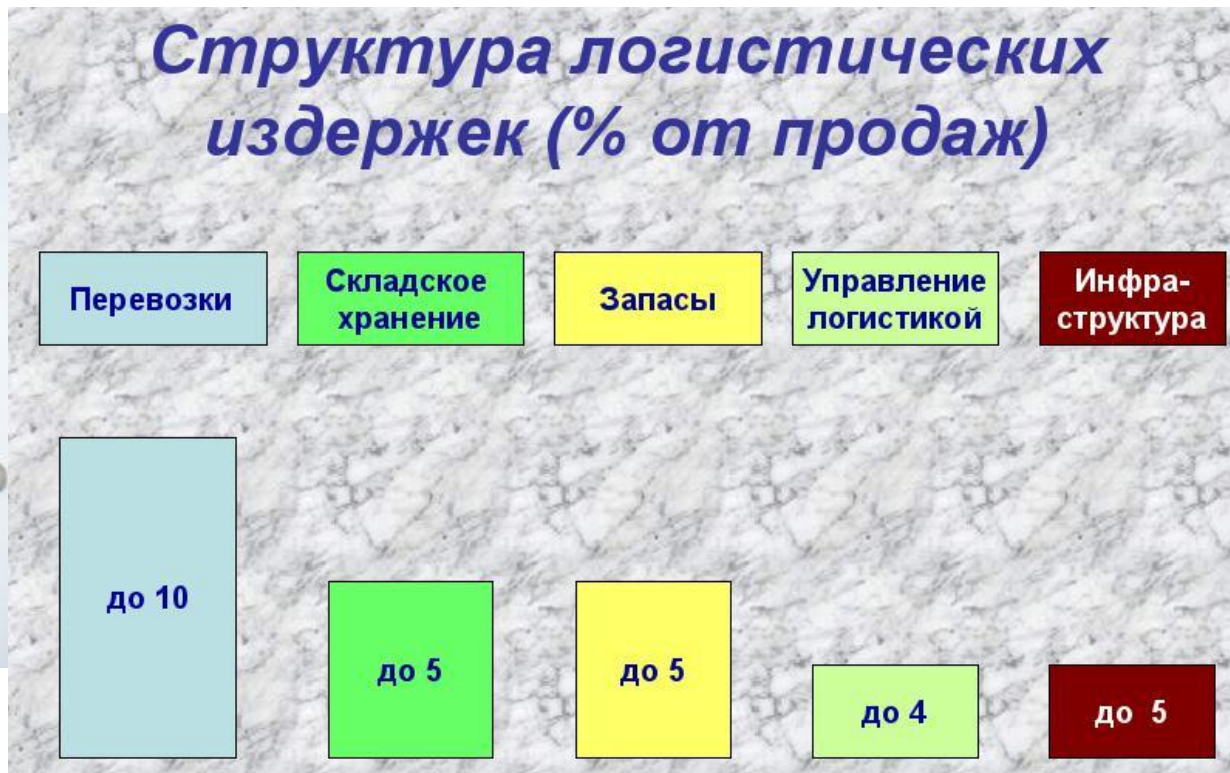 Структура логистических
издержек (% от продаж)
Перевозки
Складское
хранение
Запасы
Управление
логистикой
Инфра-
структура
до 10
до 5
до 5
до 4
до 5